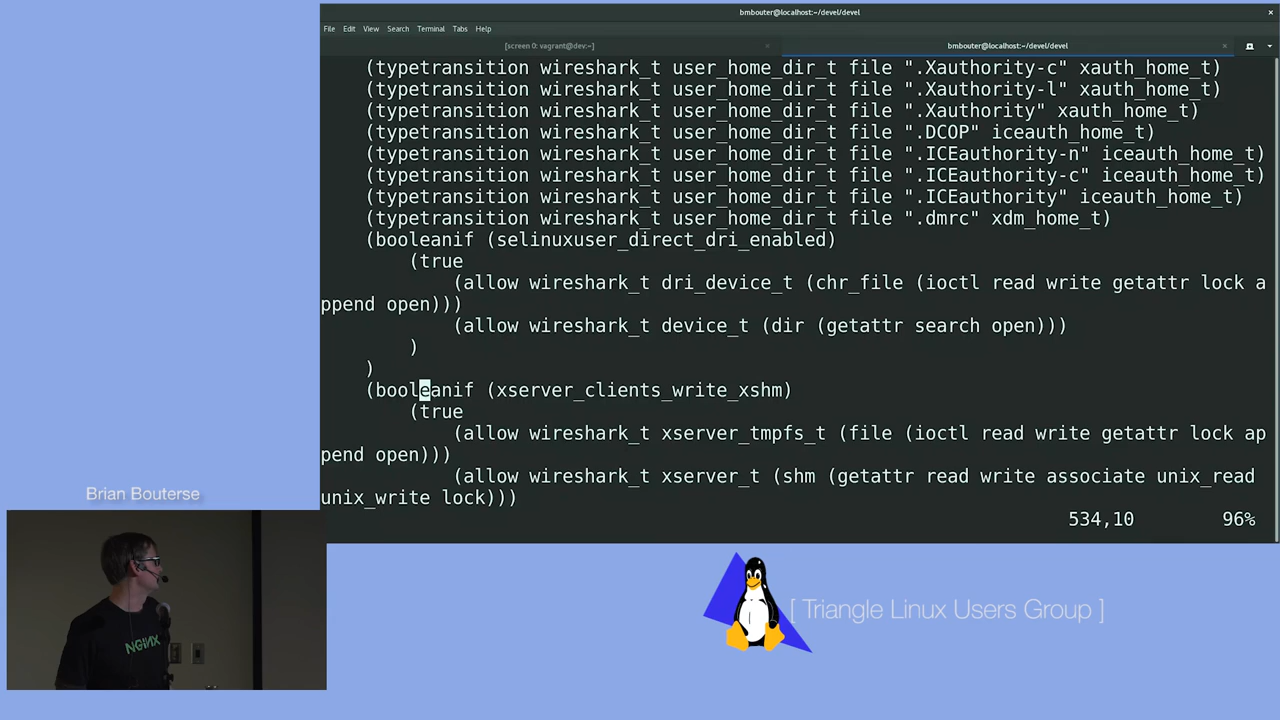 bmbouter@localhost:~/devel/devel
File Edit View Search Terminal Tabs Help
[screen 0: vagrant@dev:~]
bmbouter@localhost:~/devel/devel
(typetransition wireshark_t user_home_dir_t file ".Xauthority-c" xauth_home_t)
(typetransition wireshark_t user_home_dir_t file ".Xauthority-l" xauth_home_t)
(typetransition wireshark_t user_home_dir_t file ".Xauthority" xauth_home_t)
(typetransition wireshark_t user_home_dir_t file ".DCOP" iceauth_home_t)
(typetransition wireshark_t user_home_dir_t file ".ICEauthority-n" iceauth_home_t)
(typetransition wireshark_t user_home_dir_t file ".ICEauthority-c" iceauth_home_t)
(typetransition wireshark_t user_home_dir_t file ".ICEauthority" iceauth_home_t)
(typetransition wireshark_t user_home_dir_t file ".dmrc" xdm_home_t)
(booleanif (selinuxuser_direct_dri_enabled)
(true
(allow wireshark_t dri_device_t (chr_file (ioctl read write getattr lock a
ppend open)))
(allow wireshark_t device_t (dir (getattr search open)))
)
)
(booleanif (xserver_clients_write_xshm)
(true
(allow wireshark_t xserver_tmpfs_t (file (ioctl read write getattr lock ap
pend open)))
(allow wireshark_t xserver_t (shm (getattr read write associate unix_read
unix_write lock)))
534,10 96%
Brian Bouterse
NGINX
[ Triangle Linux Users Group ]